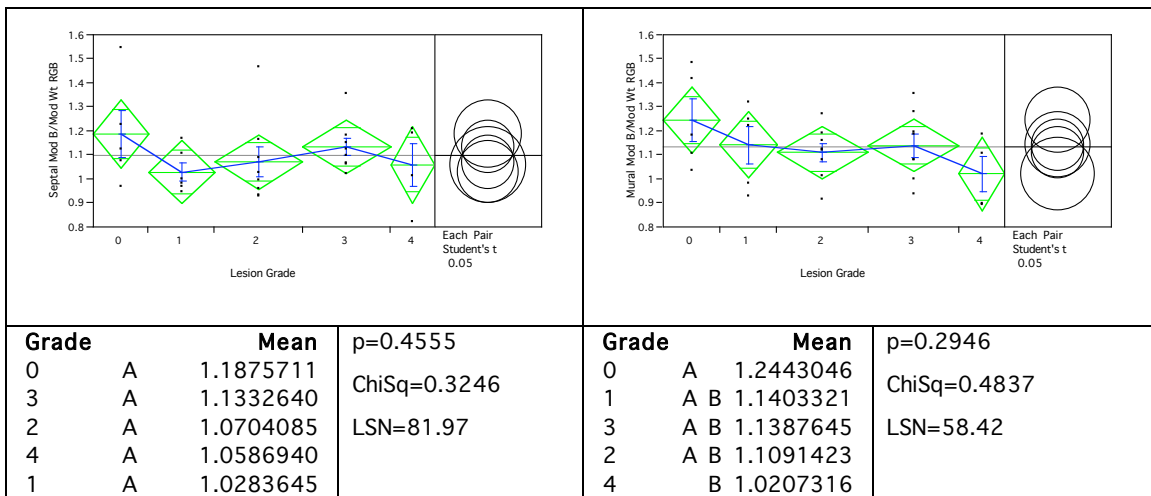 Septal Mod B/Mod Wt RGB
1.6
1.5
1.4
1.3
1.2
1.1
1
0.9
0.8
0 1 2 3 4
Lesion Grade
Each Pair
Student's t
0.05
Mural Mod B/Mod Wt RGB
1.6
1.5
1.4
1.3
1.2
1.1
1
0.9
0.8
0 1 2 3 4
Lesion Grade
Each Pair
Student's t
0.05
Grade Mean
0 A 1.1875711
3 A 1.1332640
2 A 1.0704085
4 A 1.0586940
1 A 1.0283645
p=0.4555
ChiSq=0.3246
LSN=81.97
Grade Mean
0 A 1.2443046
1 A B 1.1403321
3 A B 1.1387645
2 A B 1.1091423
4 B 1.0207316
p=0.2946
ChiSq=0.4837
LSN=58.42